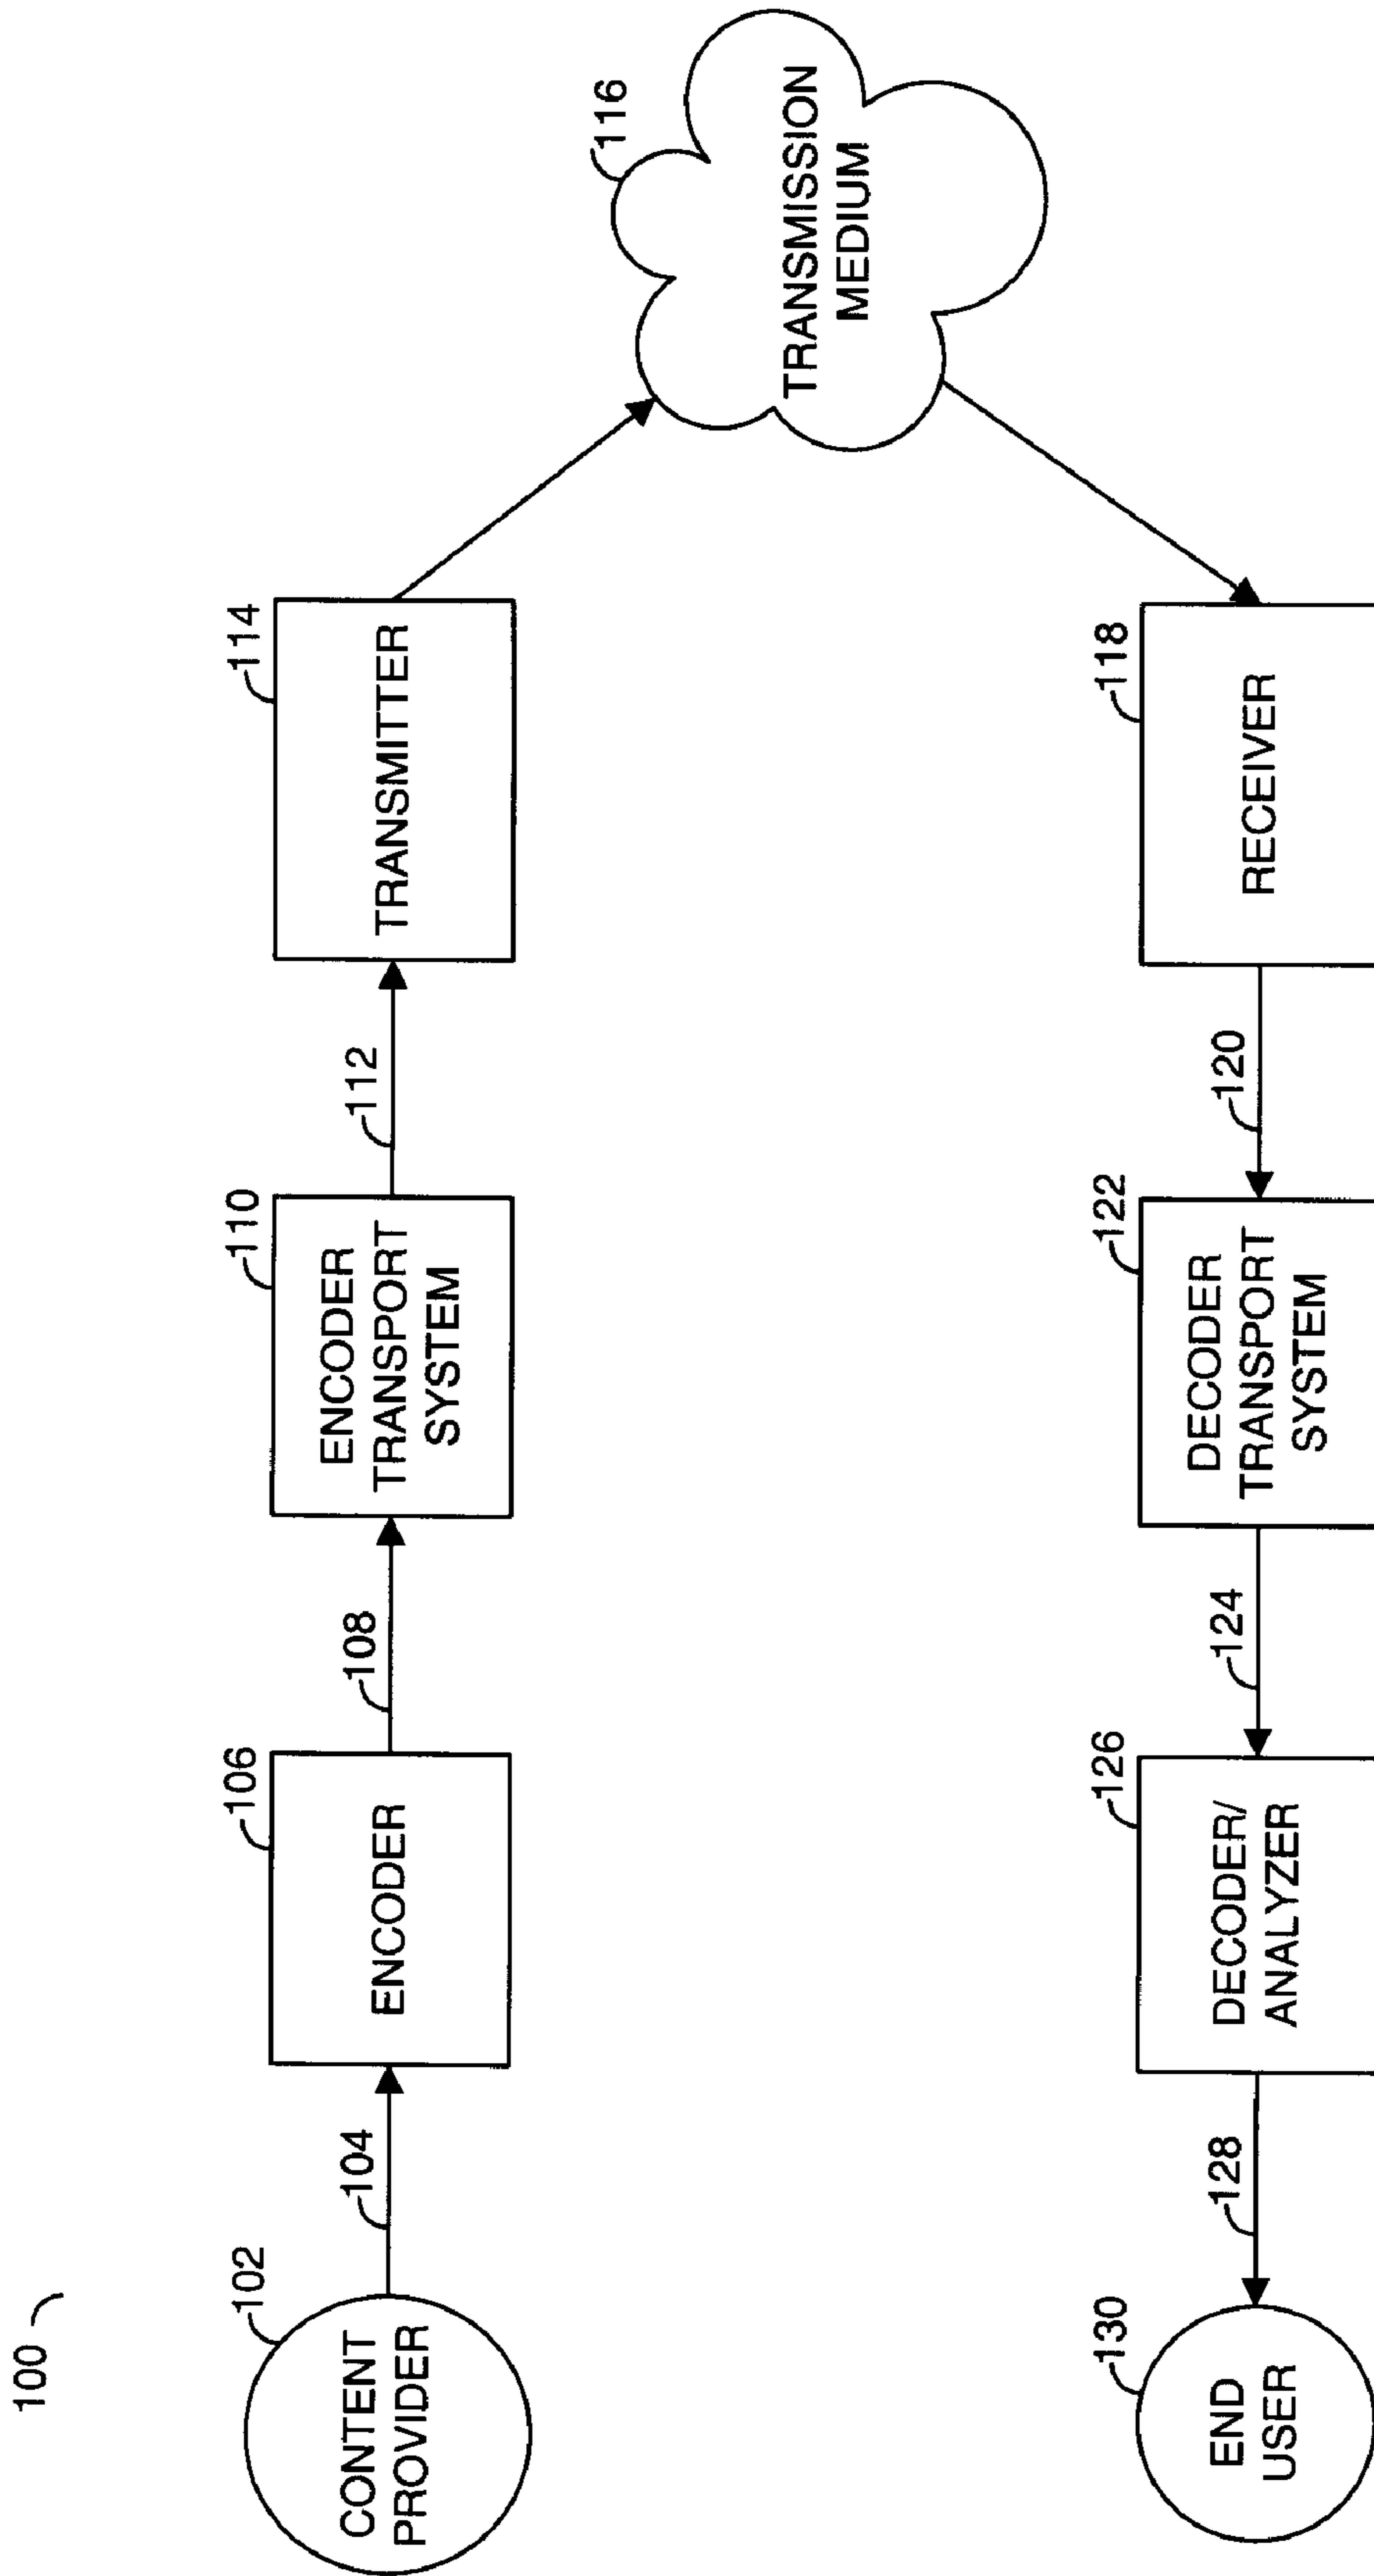 100
102
CONTENT
PROVIDER
104
106
ENCODER
108
110
ENCODER
TRANSPORT
SYSTEM
112
114
TRANSMITTER
116
TRANSMISSION
MEDIUM
118
RECEIVER
120
122
DECODER
TRANSPORT
SYSTEM
124
126
DECODER/
ANALYZER
128
130
END
USER